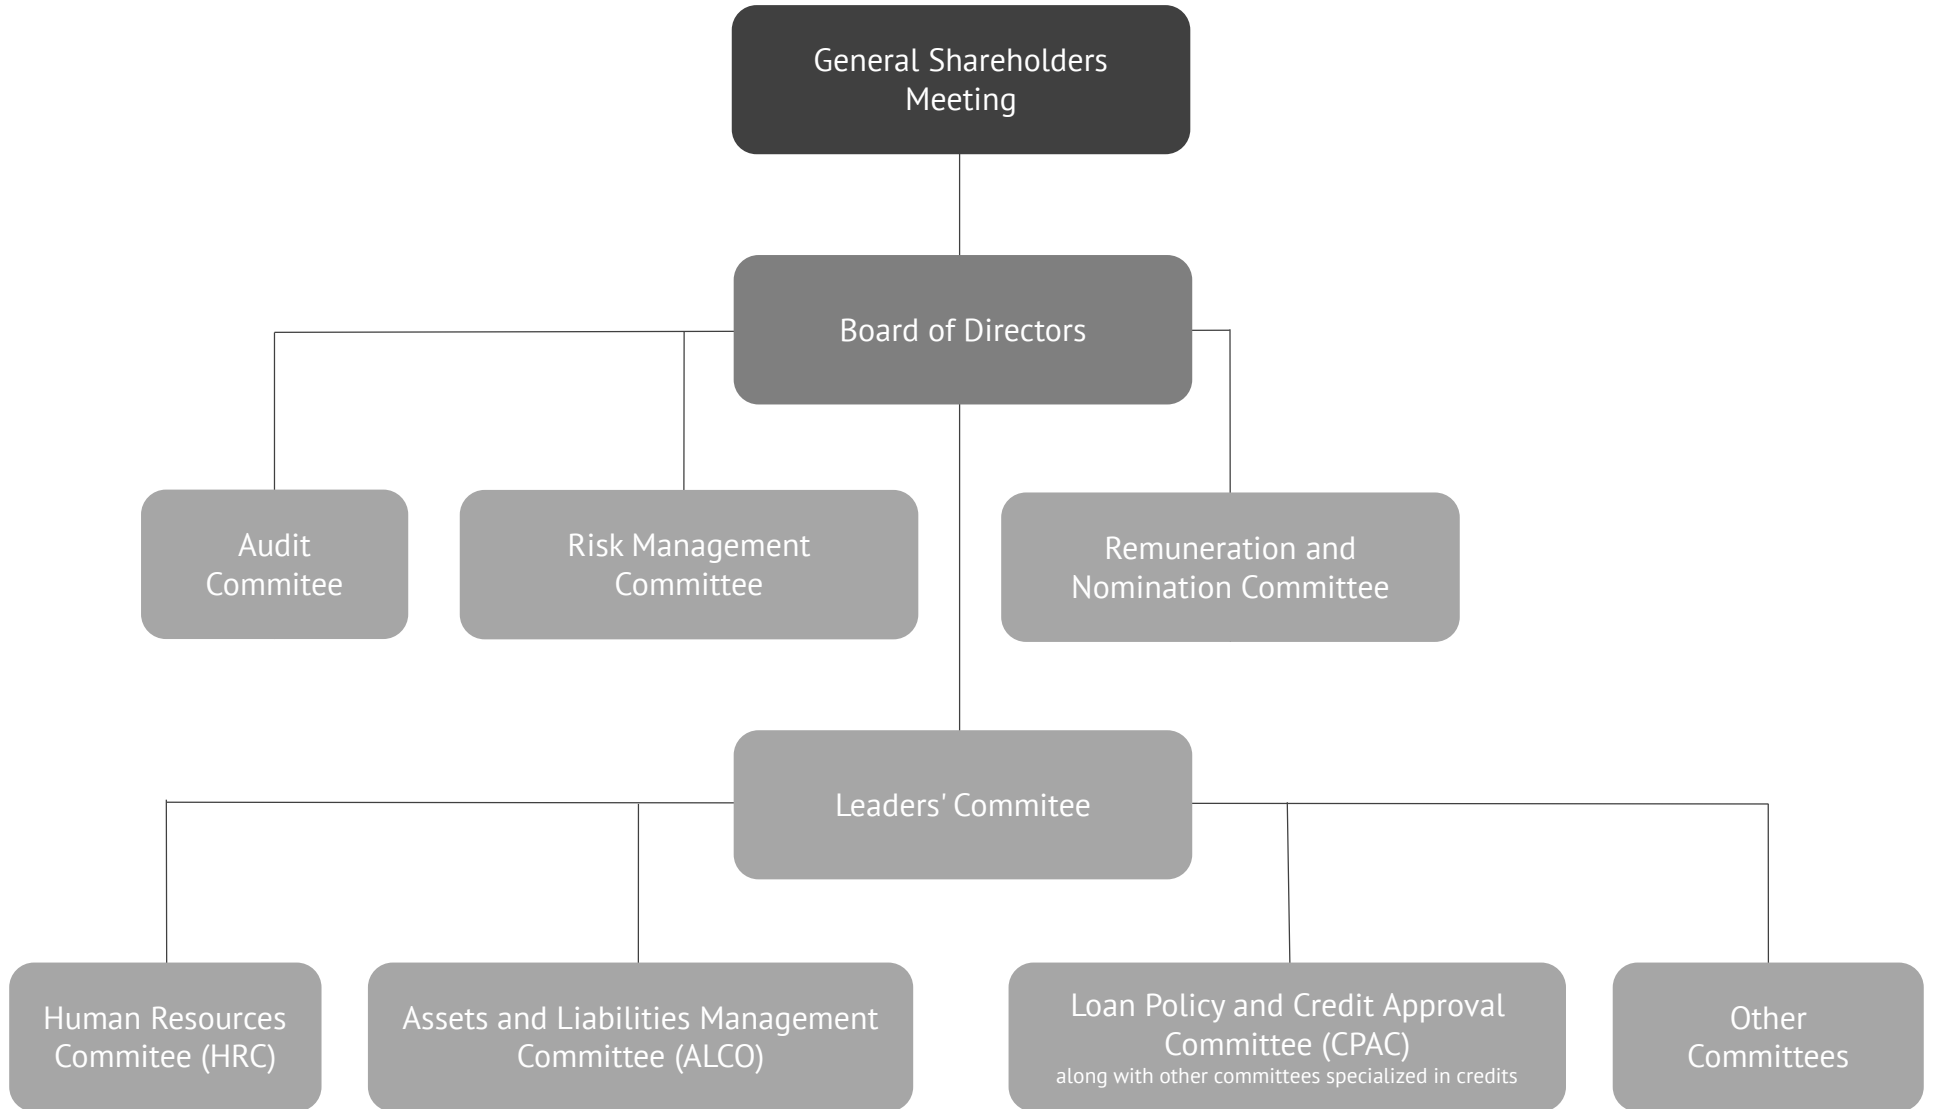 General Shareholders
Meeting
Board of Directors
Audit
Commitee
Risk Management
Committee
Remuneration and
Nomination Committee
Leaders' Commitee
Human Resources
Commitee (HRC)
Assets and Liabilities Management
Committee (ALCO)
Loan Policy and Credit Approval
Committee (CPAC)
along with other committees specialized in credits
Other
Committees